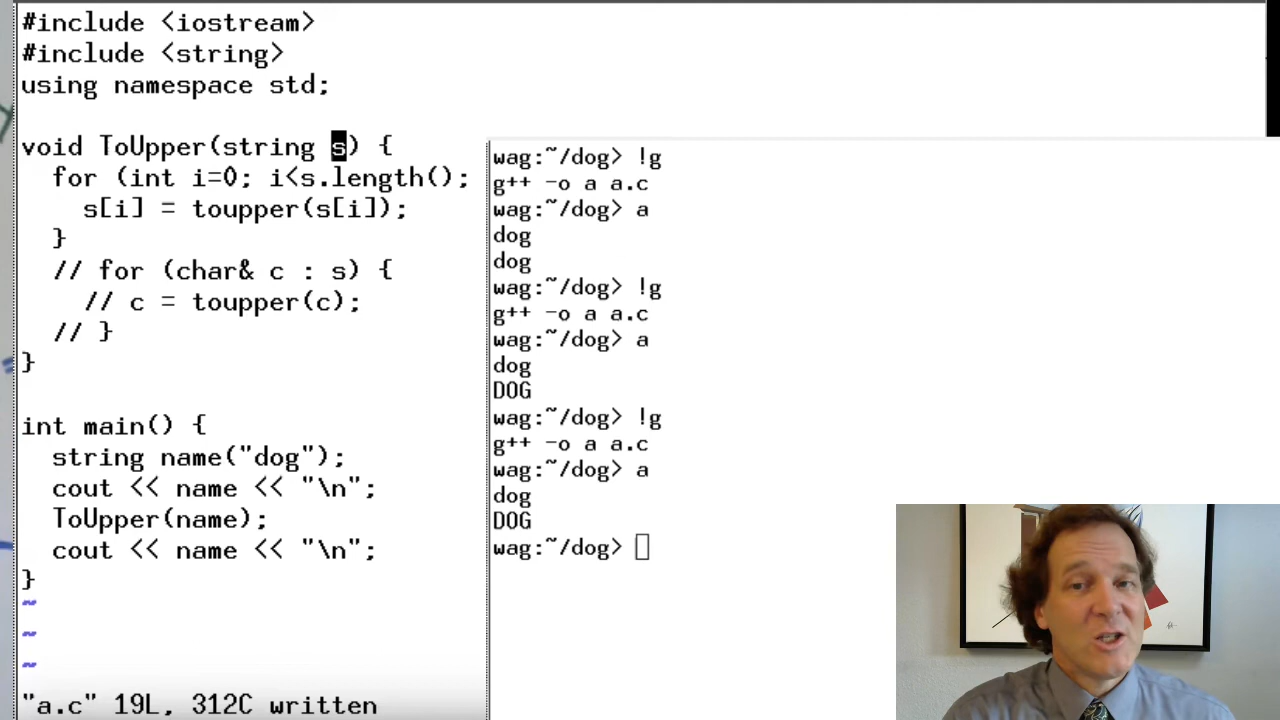 #include <iostream>
#include <string>
using namespace std;
void ToUpper(string s) {
for (int i=0; i<s.length();
s[i] = toupper(s[i]);
}
// for (char& c : s) {
// c = toupper(c);
// }
}
int main() {
string name("dog");
cout << name << "\n";
ToUpper(name);
cout << name << "\n";
}
~
~
~
"a.c" 19L, 312C written
wag:~/dog> !g
g++ -o a a.c
wag:~/dog> a
dog
dog
wag:~/dog> !g
g++ -o a a.c
wag:~/dog> a
dog
DOG
wag:~/dog> !g
g++ -o a a.c
wag:~/dog> a
dog
DOG
wag:~/dog>